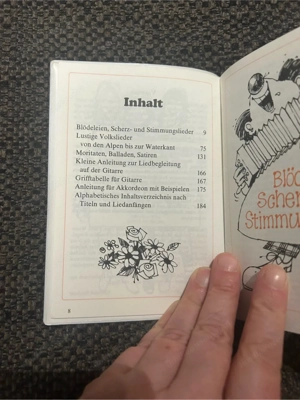 Inhalt
Blödeleien, Scherz- und Stimmungslieder 9
Lustige Volkslieder
von den Alpen bis zur Waterkant 75
Moritaten, Balladen, Satiren 131
Kleine Anleitung zur Liedbegleitung
auf der Gitarre 166
Grifftabelle für Gitarre 167
Anleitung für Akkordeon mit Beispielen 175
Alphabetisches Inhaltsverzeichnis nach
Titeln und Liedanfängen 184
8
Blöd
Scher
Stimmu